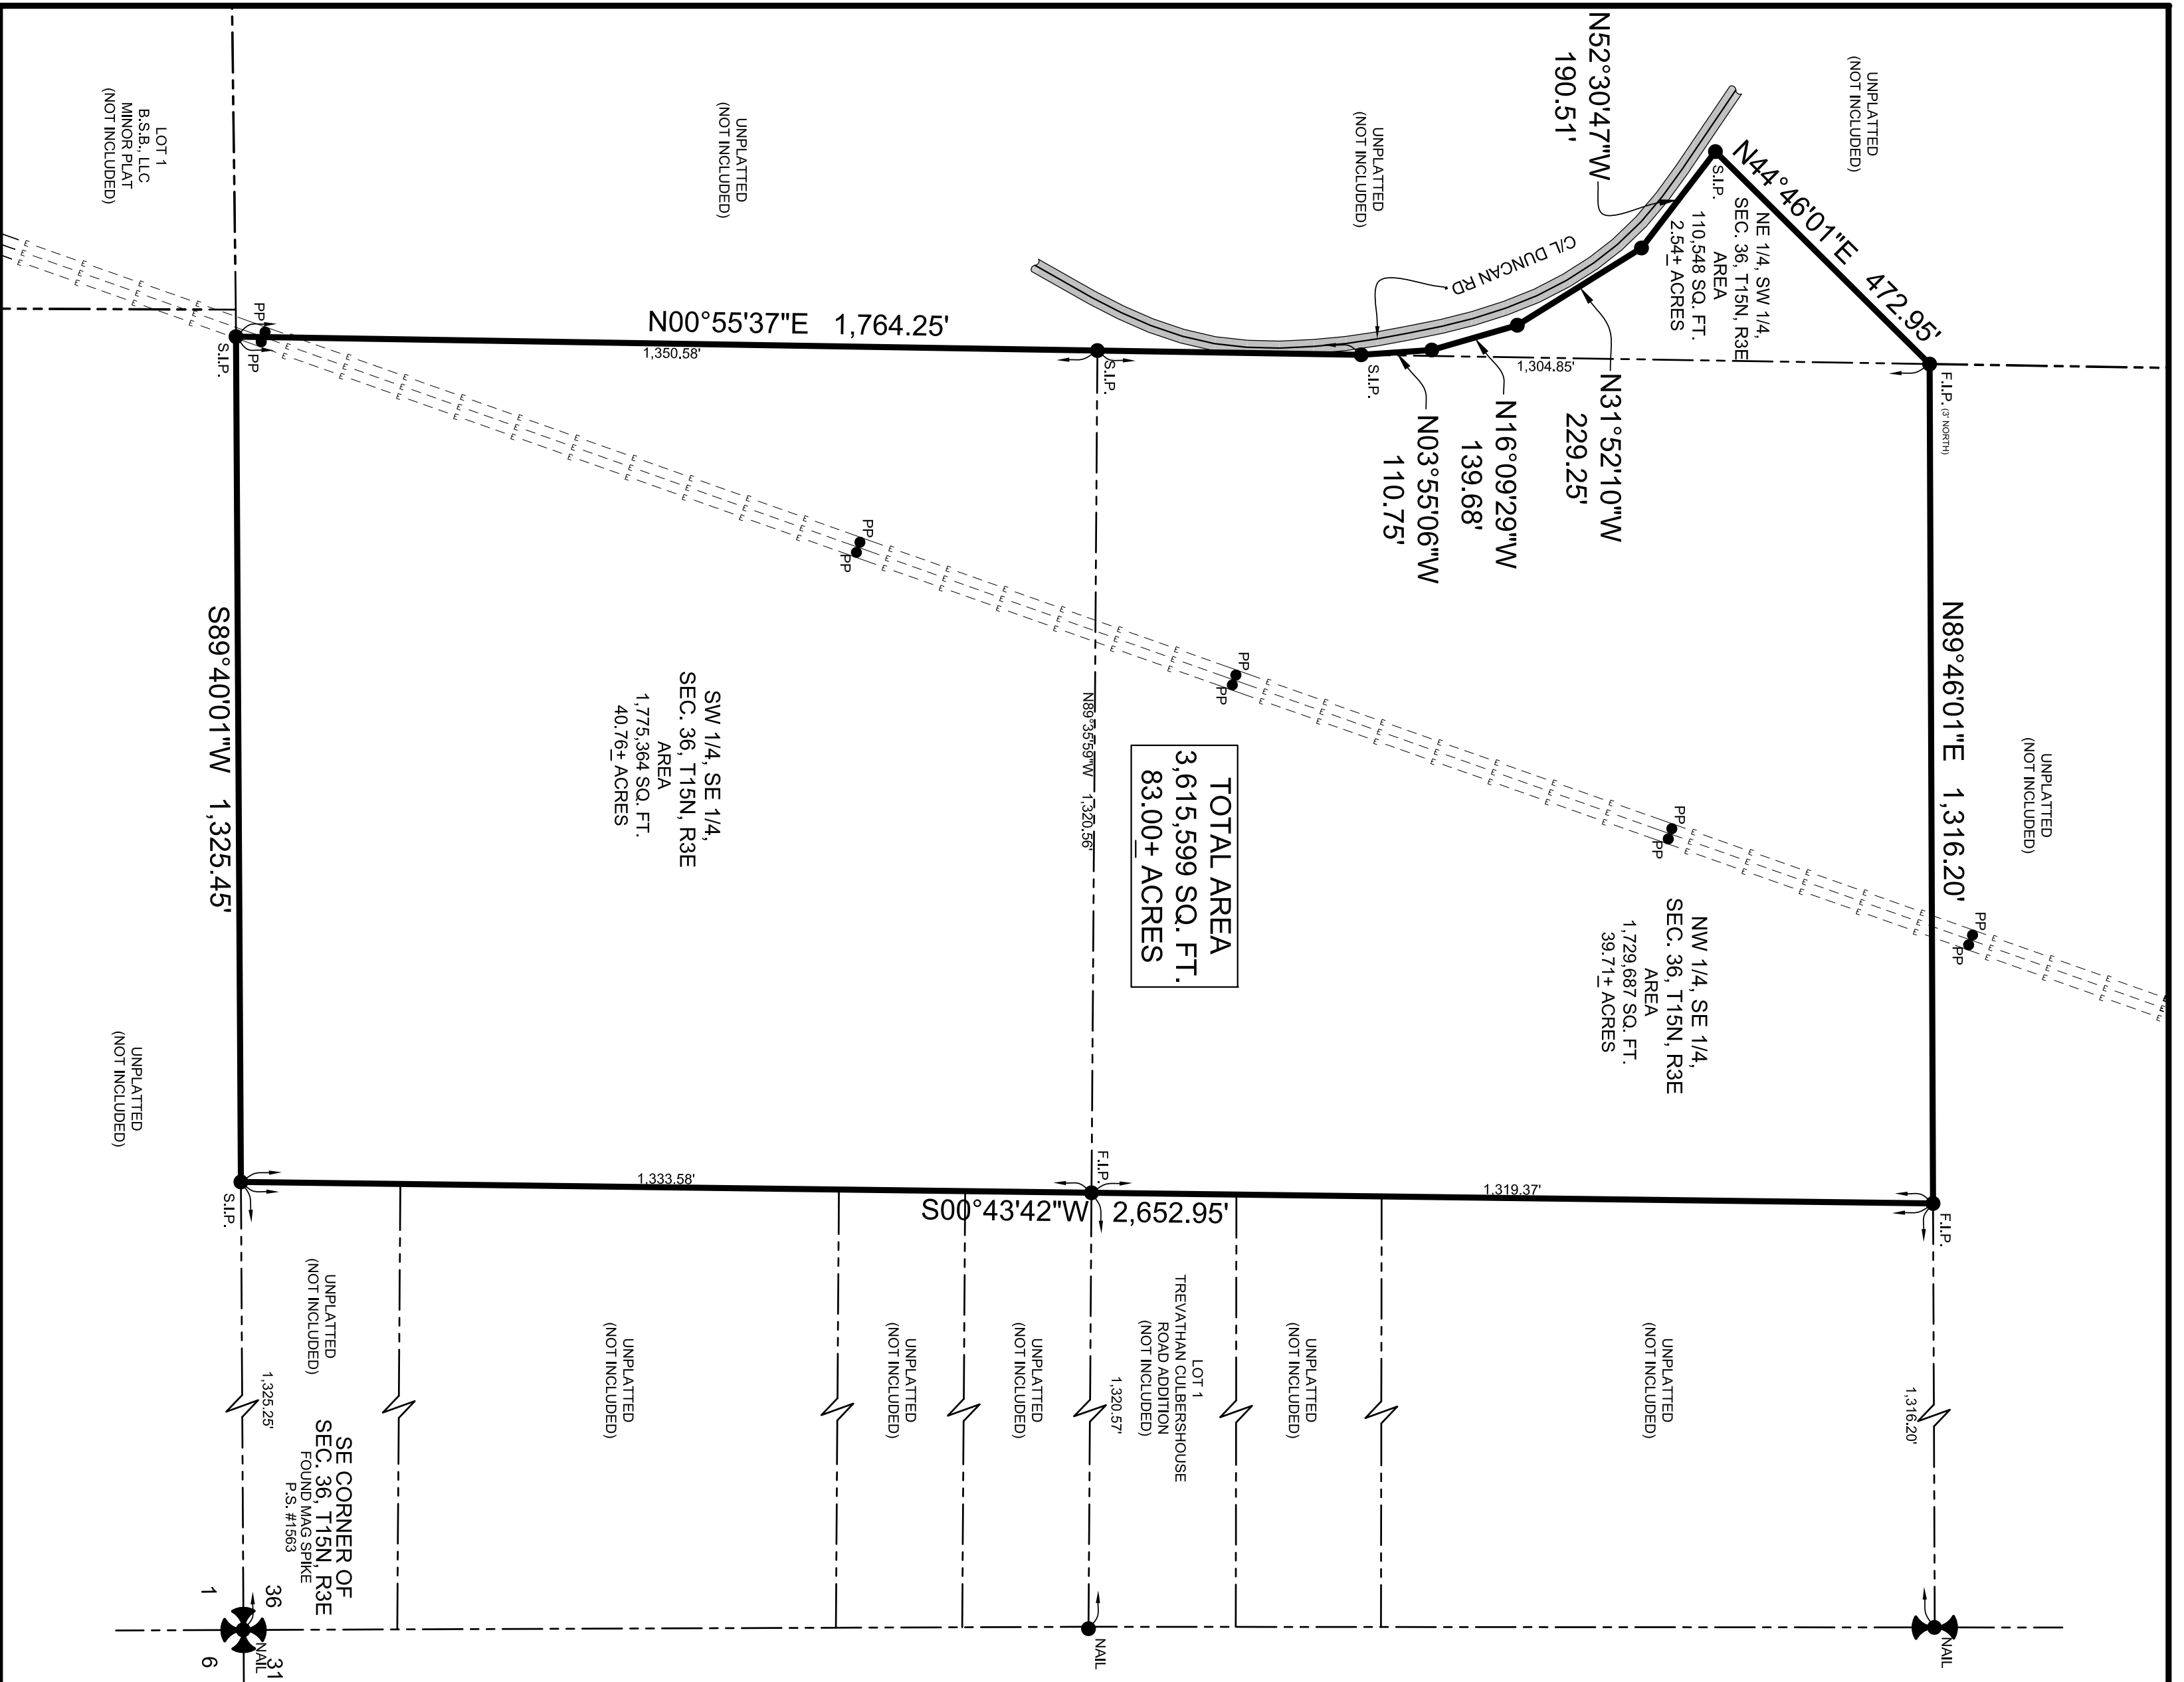 UNPLATTED
(NOT INCLUDED)
N44°46'01"E 472.95'
N52°30'47"W
190.51'
S.I.P.
NE 1/4, SW 1/4,
SEC. 36, T15N, R3E
AREA
110,548 SQ. FT.
2.54+ ACRES
UNPLATTED
(NOT INCLUDED)
C/L DUNCAN RD
UNPLATTED
(NOT INCLUDED)
LOT 1
B.S.B., LLC
MINOR PLAT
(NOT INCLUDED)
F.I.P. (3' NORTH)
1,304.85'
N31°52'10"W
229.25'
N16°09'29"W
139.68'
N03°55'06"W
110.75'
S.I.P.
S.I.P.
N00°55'37"E 1,764.25'
1,350.58'
PP
PP
S.I.P.
UNPLATTED
(NOT INCLUDED)
N89°46'01"E 1,316.20'
PP
PP
PP
PP
PP
PP
PP
PP
NW 1/4, SE 1/4,
SEC. 36, T15N, R3E
AREA
1,729,687 SQ. FT.
39.71+ ACRES
TOTAL AREA
3,615,599 SQ. FT.
83.00+ ACRES
N89°35'59"W 1,320.56'
SW 1/4, SE 1/4,
SEC. 36, T15N, R3E
AREA
1,775,364 SQ. FT.
40.76+ ACRES
S89°40'01"W 1,325.45'
UNPLATTED
(NOT INCLUDED)
F.I.P.
1,319.37'
F.I.P.
S00°43'42"W 2,652.95'
1,333.58'
S.I.P.
1,316.20'
UNPLATTED
(NOT INCLUDED)
UNPLATTED
(NOT INCLUDED)
LOT 1
TREVATHAN CULBERSHOUSE
ROAD ADDITION
(NOT INCLUDED)
1,320.57'
UNPLATTED
(NOT INCLUDED)
UNPLATTED
(NOT INCLUDED)
UNPLATTED
(NOT INCLUDED)
UNPLATTED
(NOT INCLUDED)
1,325.25'
SE CORNER OF
SEC. 36, T15N, R3E
FOUND MAG SPIKE
P.S. #1563
NAIL
NAIL
36
1
NAIL
31
6